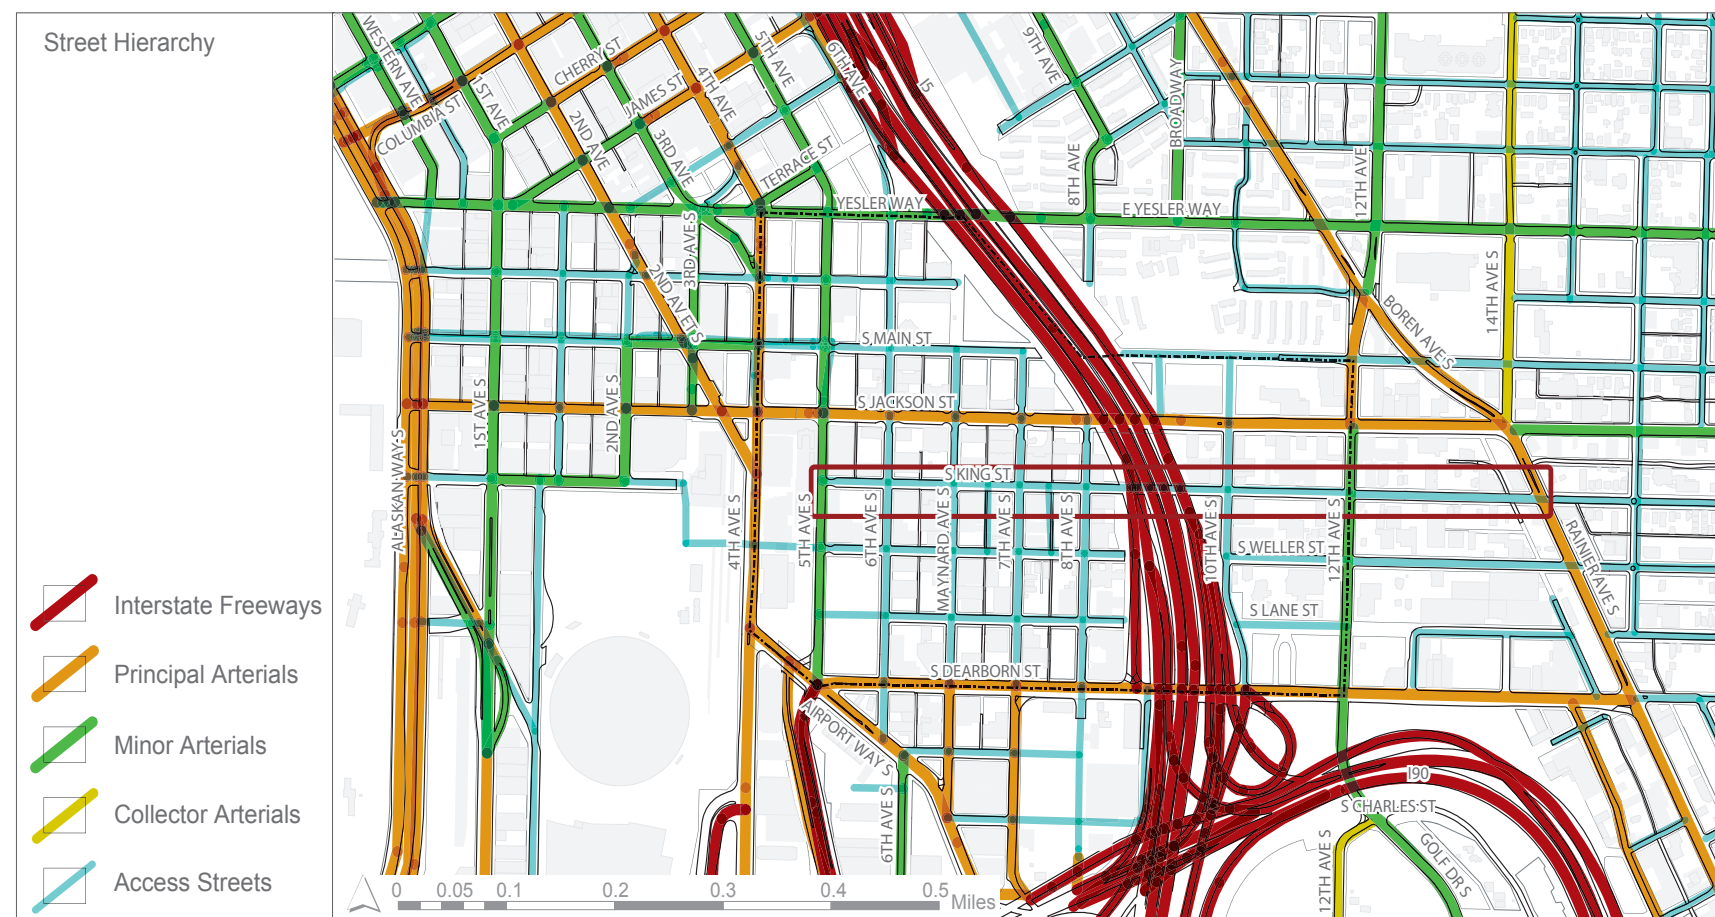 Street Hierarchy
Interstate Freeways
Principal Arterials
Minor Arterials
Collector Arterials
Access Streets
WESTERN AVE
COLUMBIA ST
1ST AVE
CHERRY ST
2ND AVE
JAMES ST
3RD AVE
4TH AVE
5TH AVE
TERRACE ST
6TH AVE
I5
9TH AVE
8TH AVE
BROADWAY
12TH AVE
YESLER WAY
E YESLER WAY
3RD AVE S
2ND AV ET S
14TH AVE S
BOREN AVE S
S MAIN ST
S JACKSON ST
1ST AVE S
2ND AVE S
ALASKAN WAY S
S KING ST
4TH AVE S
5TH AVE S
6TH AVE S
MAYNARD AVE S
7TH AVE S
8TH AVE S
10TH AVE S
12TH AVE S
S WELLER ST
RAINIER AVE S
S LANE ST
S DEARBORN ST
AIRPORT WAY S
6TH AVE S
I90
S CHARLES ST
12TH AVE S
GOLF DR S
0 0.05 0.1 0.2 0.3 0.4 0.5
Miles